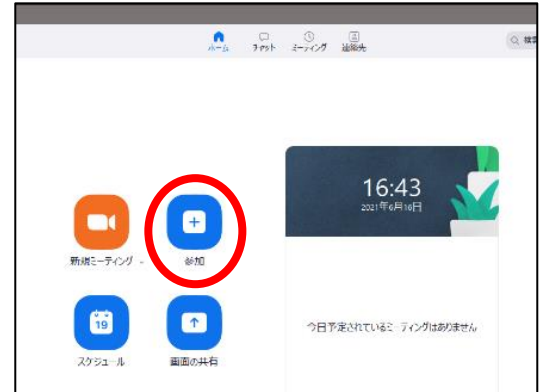 ホーム
チャット
ミーティング
連絡先
検索
16:43
2021年6月16日
新規ミーティング
参加
19
スケジュール
画面の共有
今日予定されているミーティングはありません